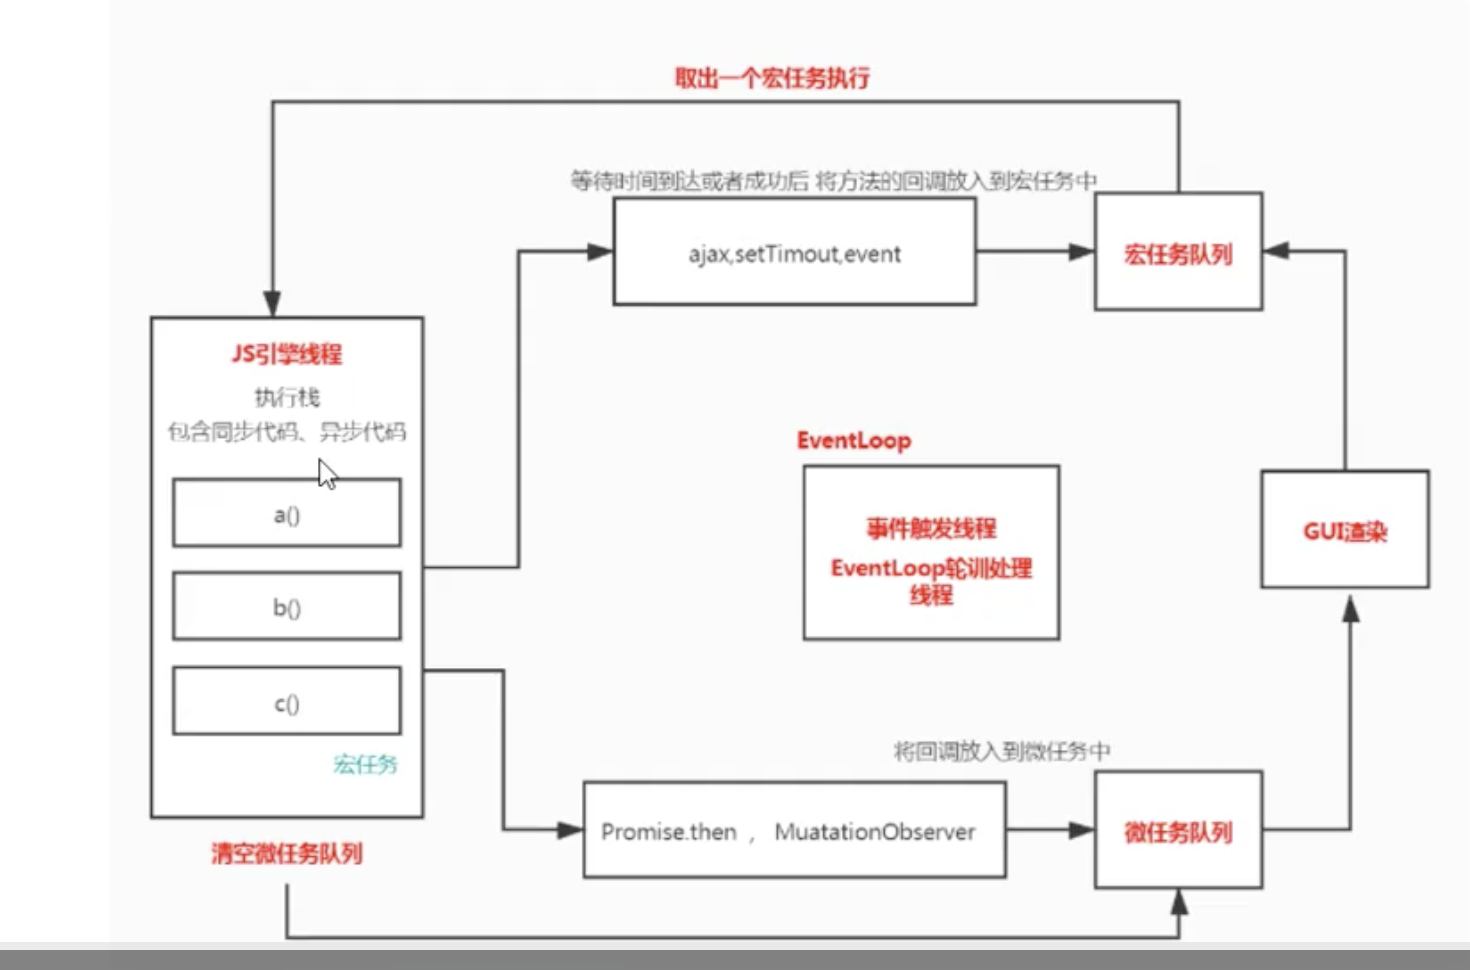 取出一个宏任务执行
等待时间到达或者成功后 将方法的回调放入到宏任务中
ajax,setTimout,event
宏任务队列
JS引擎线程
执行栈
包含同步代码、异步代码
a()
b()
c()
宏任务
清空微任务队列
EventLoop
事件触发线程
EventLoop轮训处理
线程
GUI渲染
将回调放入到微任务中
Promise.then ， MuatationObserver
微任务队列